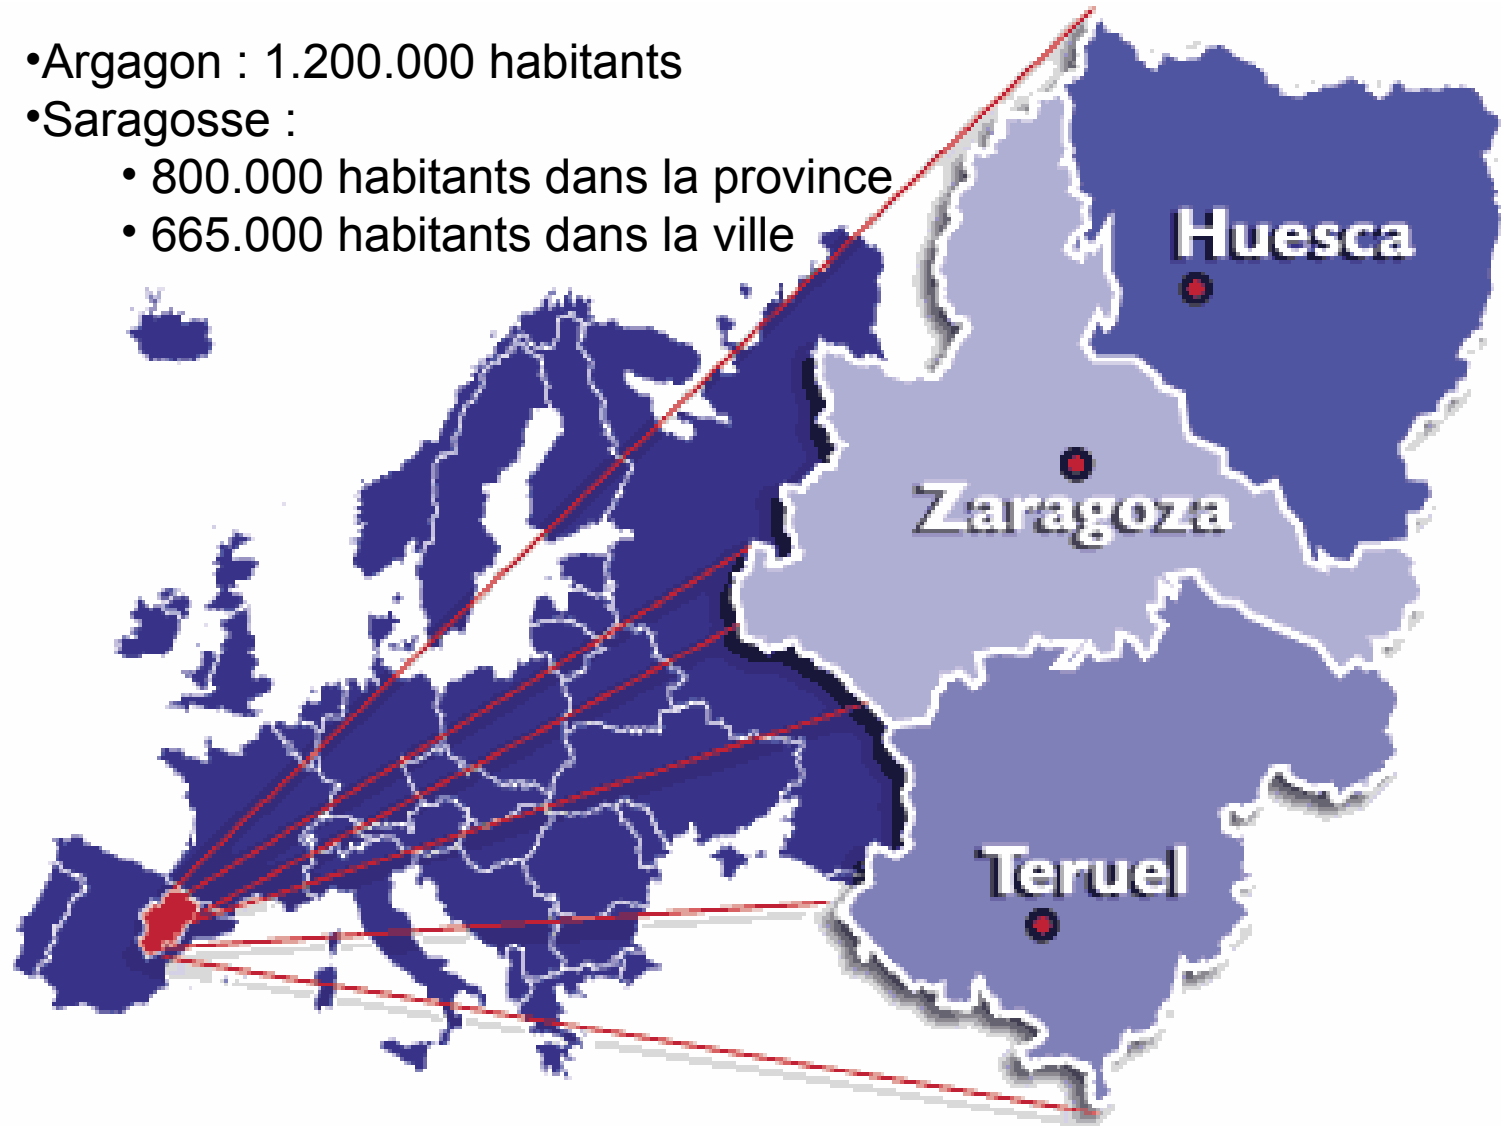 •Argagon : 1.200.000 habitants
•Saragosse :
• 800.000 habitants dans la province
• 665.000 habitants dans la ville
Huesca
Zaragoza
Teruel